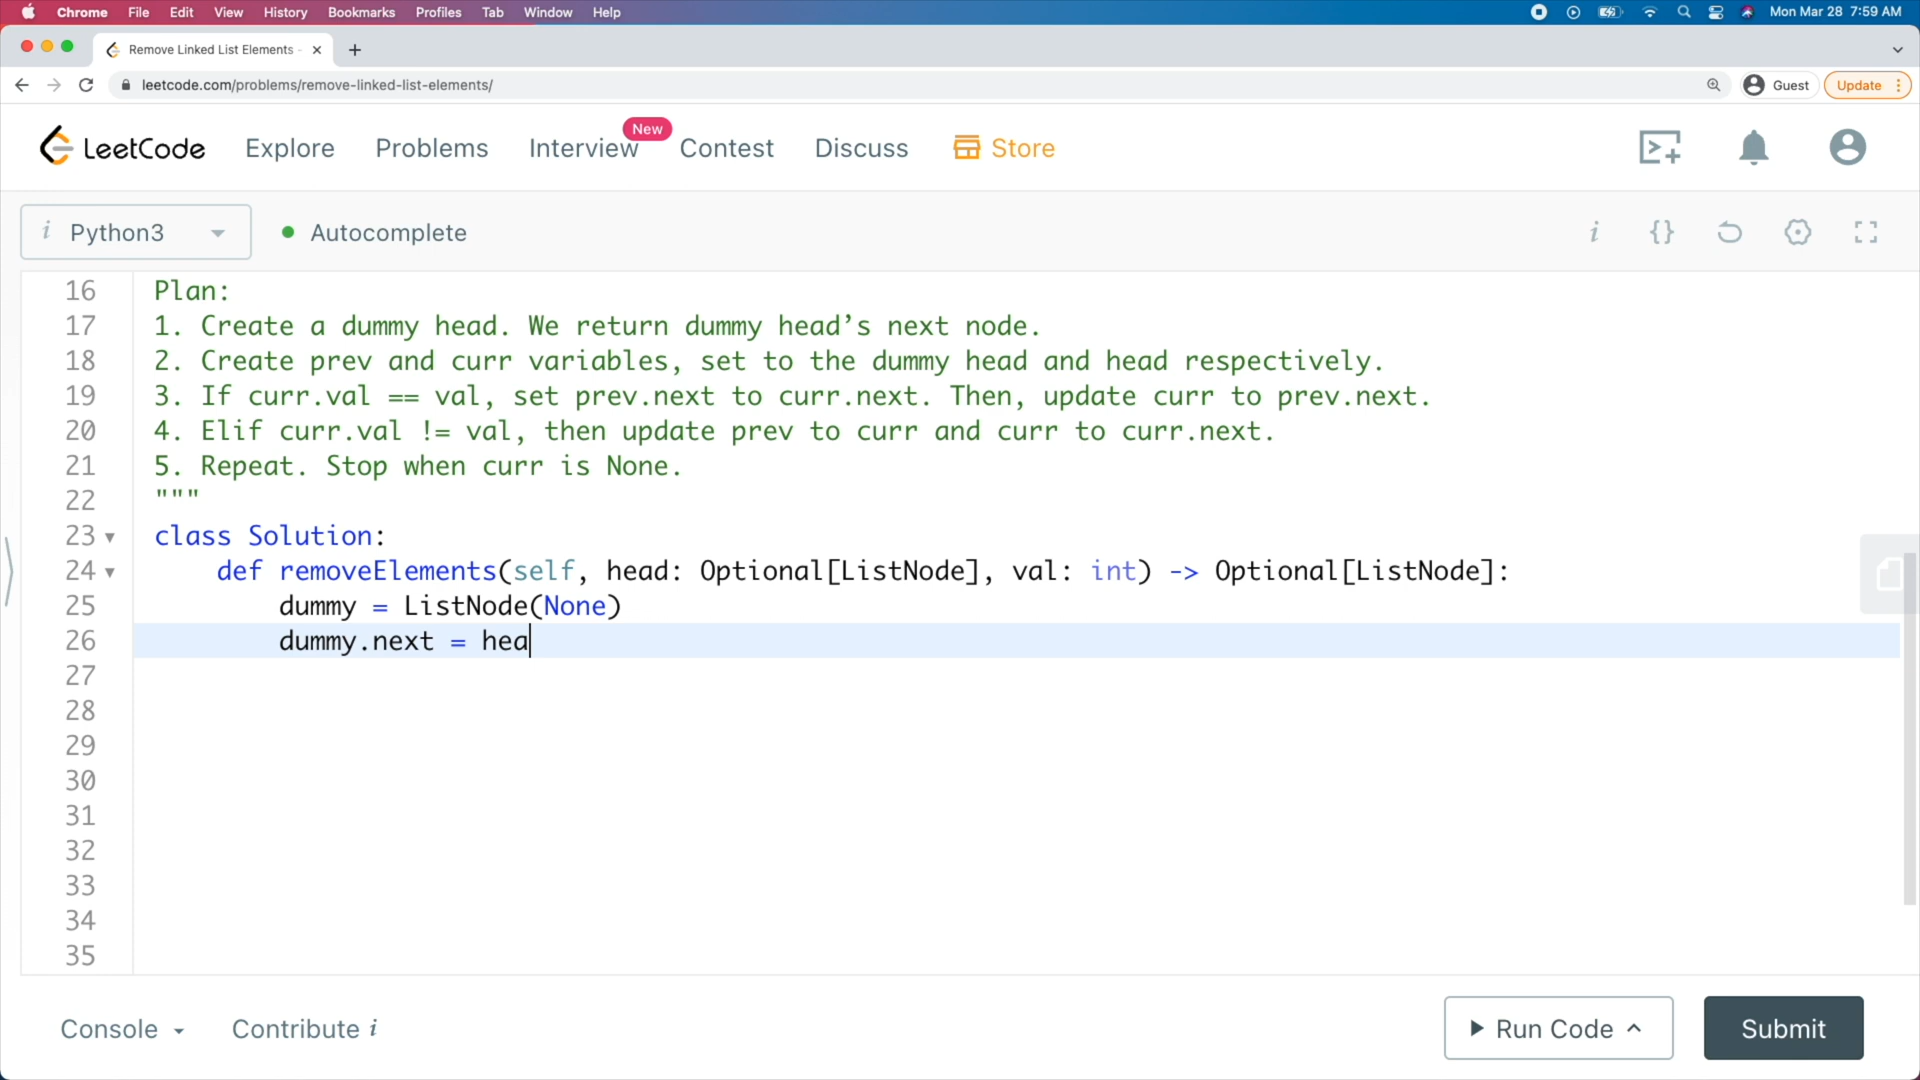 Chrome File Edit View History Bookmarks Profiles Tab Window Help Mon Mar 28 7:59 AM
Remove Linked List Elements -
leetcode.com/problems/remove-linked-list-elements/ Guest Update
LeetCode Explore Problems Interview New Contest Discuss Store
i Python3 Autocomplete i {}
16 Plan:
17 1. Create a dummy head. We return dummy head’s next node.
18 2. Create prev and curr variables, set to the dummy head and head respectively.
19 3. If curr.val == val, set prev.next to curr.next. Then, update curr to prev.next.
20 4. Elif curr.val != val, then update prev to curr and curr to curr.next.
21 5. Repeat. Stop when curr is None.
22 """
23 class Solution:
24 def removeElements(self, head: Optional[ListNode], val: int) -> Optional[ListNode]:
25 dummy = ListNode(None)
26 dummy.next = hea
27
28
29
30
31
32
33
34
35
Console Contribute i Run Code Submit